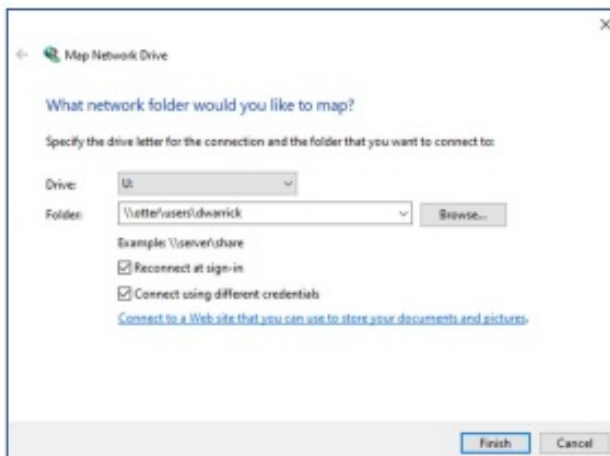 Map Network Drive
What network folder would you like to map?
Specify the drive letter for the connection and the folder that you want to connect to:
Drive: U:
Folder: \\otter\users\dwarrick Browse...
Example: \\server\share
Reconnect at sign-in
Connect using different credentials
Connect to a Web site that you can use to store your documents and pictures.
Finish Cancel